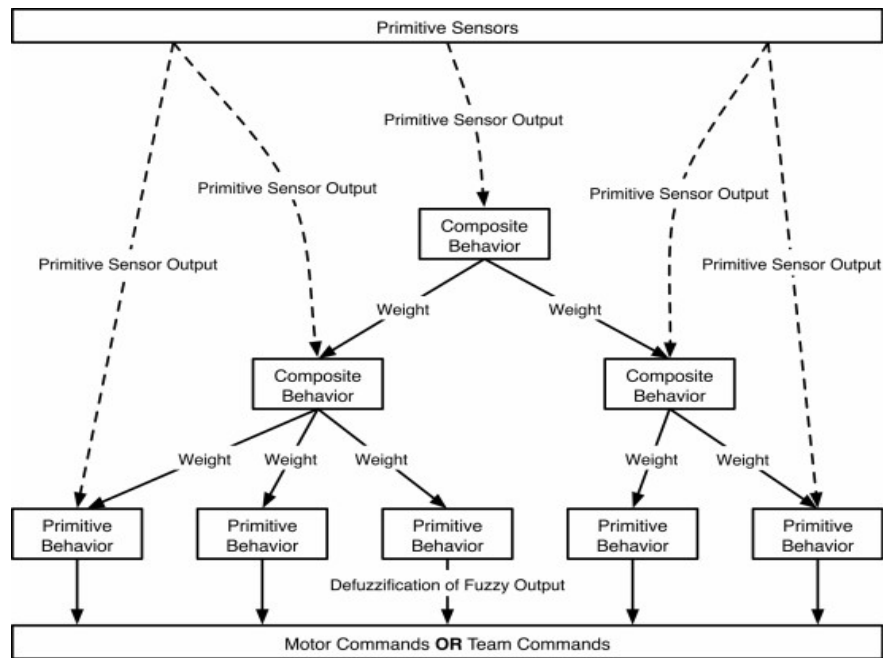 Primitive Sensors
Primitive Sensor Output
Primitive Sensor Output
Primitive Sensor Output
Composite
Behavior
Primitive Sensor Output
Primitive Sensor Output
Weight
Weight
Composite
Behavior
Composite
Behavior
Weight
Weight
Weight
Weight
Weight
Primitive
Behavior
Primitive
Behavior
Primitive
Behavior
Primitive
Behavior
Primitive
Behavior
Defuzzification of Fuzzy Output
Motor Commands OR Team Commands